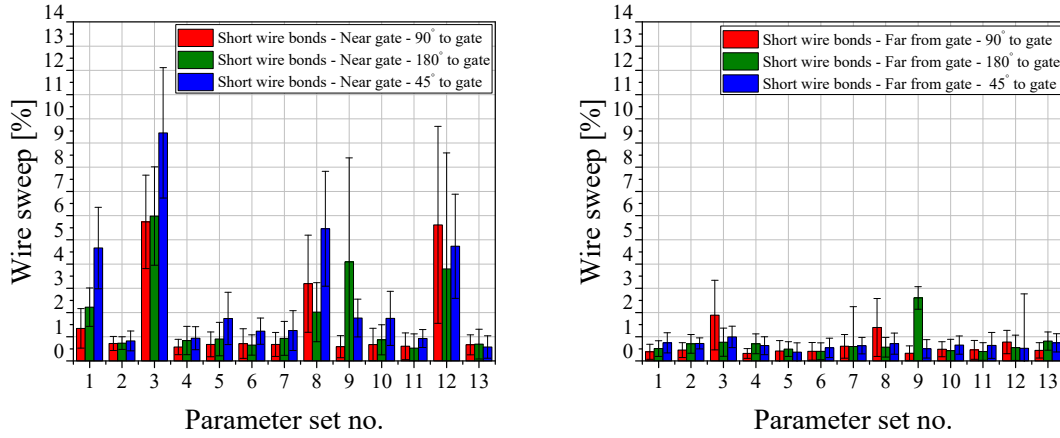 14
13
12
11
10
9
8
7
6
5
4
3
2
1
0
Wire sweep [%]
Short wire bonds - Near gate - 90° to gate
Short wire bonds - Near gate - 180° to gate
Short wire bonds - Near gate - 45° to gate
1 2 3 4 5 6 7 8 9 10 11 12 13
Parameter set no.
14
13
12
11
10
9
8
7
6
5
4
3
2
1
0
Wire sweep [%]
Short wire bonds - Far from gate - 90° to gate
Short wire bonds - Far from gate - 180° to gate
Short wire bonds - Far from gate - 45° to gate
1 2 3 4 5 6 7 8 9 10 11 12 13
Parameter set no.